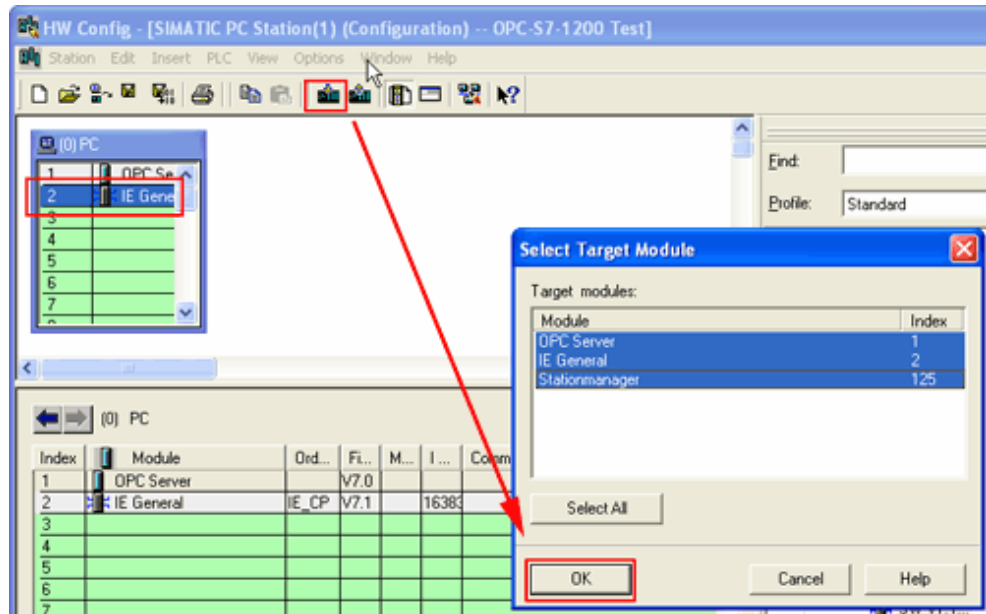 HW Config - [SIMATIC PC Station(1) (Configuration) -- OPC-S7-1200 Test]
Station Edit Insert PLC View Options Window Help
(0) PC
1 OPC Se
2 IE Gene
3
4
5
6
7
Find:
Profile: Standard
Select Target Module
Target modules:
Module Index
OPC Server 1
IE General 2
Stationmanager 125
Select All
OK Cancel Help
(0) PC
Index Module Ord... Fi... M... I ... Comm
1 OPC Server V7.0
2 IE General IE_CP V7.1 16383
3
4
5
6
7